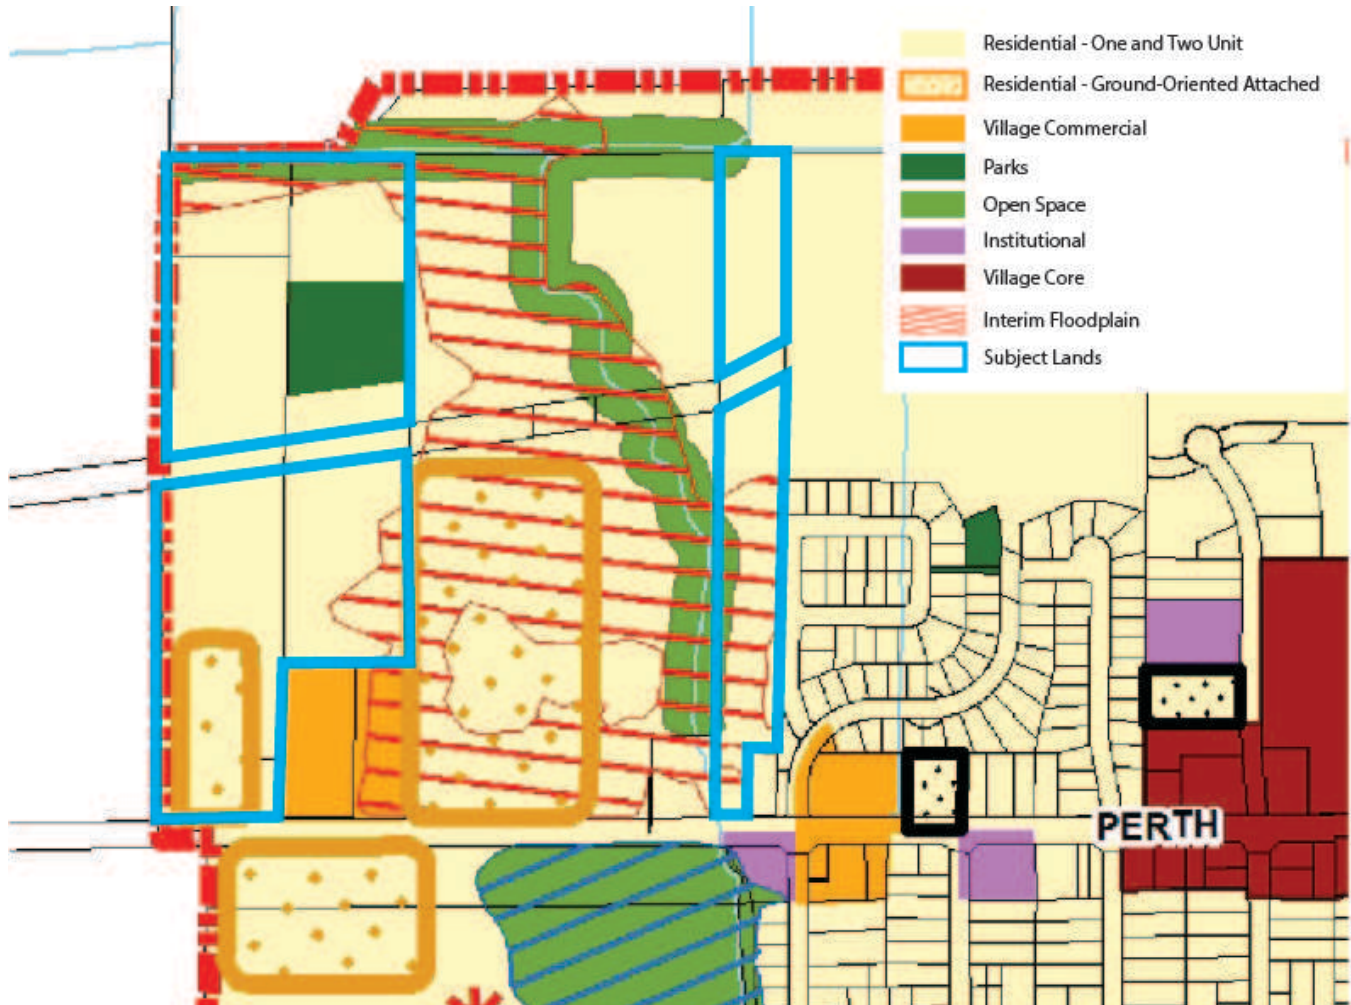 Residential - One and Two Unit
Residential - Ground-Oriented Attached
Village Commercial
Parks
Open Space
Institutional
Village Core
Interim Floodplain
Subject Lands
PERTH